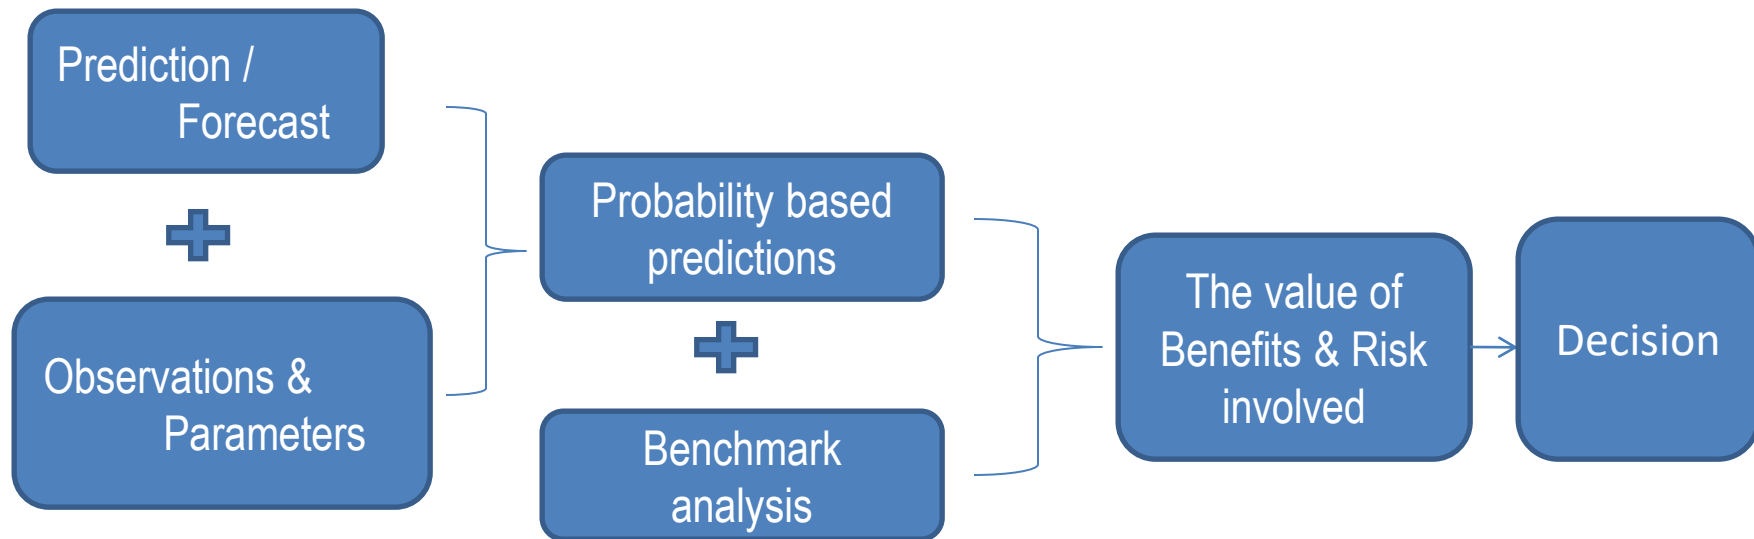 Prediction /
Forecast
Observations &
Parameters
Probability based
predictions
Benchmark
analysis
The value of
Benefits & Risk
involved
Decision